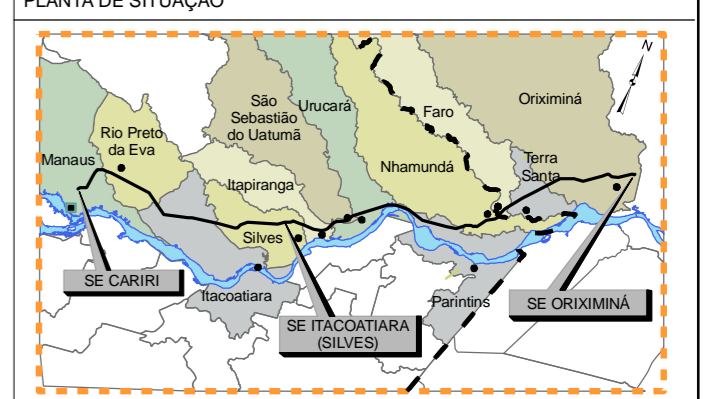 PLANTA DE SITUAÇÃO
N
São
Sebastião
do Uatumã
Urucará
Faro
Oriximiná
Rio Preto
da Eva
Manaus
Nhamundá
Terra
Santa
Itapiranga
Silves
SE CARIRI
Itacoatiara
SE ITACOATIARA
(SILVES)
Parintins
SE ORIXIMINÁ